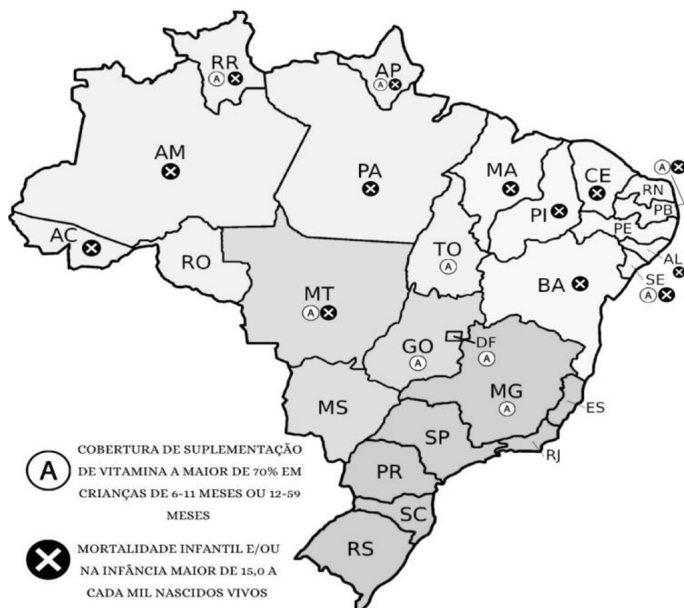 RR
A
AP
A
AM
PA
MA
CE
A
RN
PB
PI
PE
AC
RO
TO
A
AL
SE
A
BA
MT
A
GO
A
DF
A
MG
A
MS
ES
SP
RJ
PR
SC
RS
A
COBERTURA DE SUPLEMENTAÇÃO
DE VITAMINA A MAIOR DE 70% EM
CRIANÇAS DE 6-11 MESES OU 12-59
MESES
MORTALIDADE INFANTIL E/OU
NA INFÂNCIA MAIOR DE 15,0 A
CADA MIL NASCIDOS VIVOS